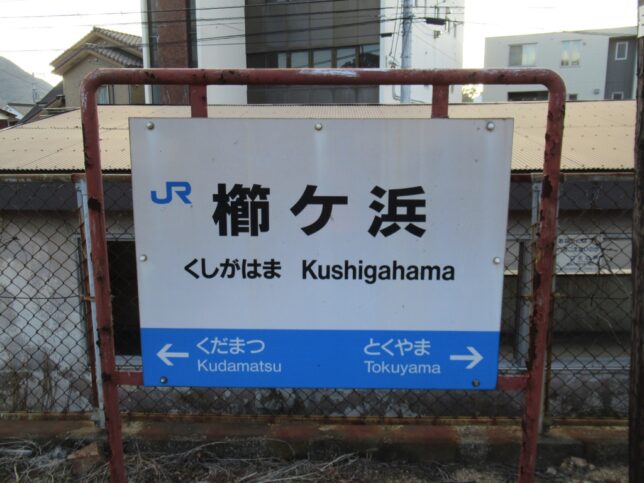 JR 櫛ケ浜
くしがはま Kushigahama
← くだまつ とくやま →
Kudamatsu Tokuyama